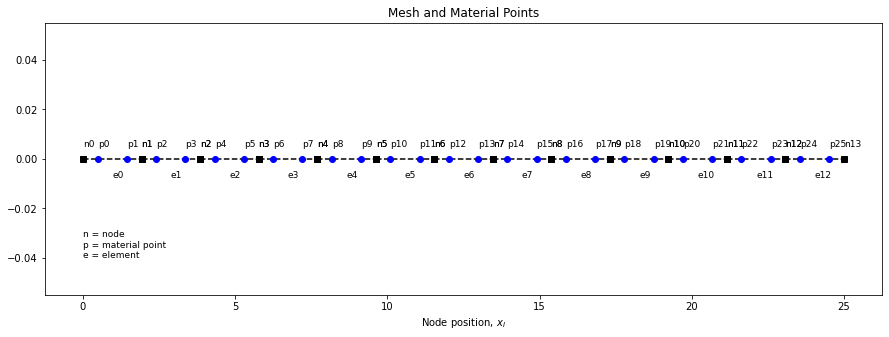 Mesh and Material Points
0.04
0.02
n0 p0 p1 n1 p2 p3 n2 p4 p5 n3 p6 p7 n4 p8 p9 n5 p10 p11 n6 p12 p13 n7 p14 p15 n8 p16 p17 n9 p18 p19 n10 p20 p21 n11 p22 p23 n12 p24 p25 n13
0.00
e0 e1 e2 e3 e4 e5 e6 e7 e8 e9 e10 e11 e12
−0.02
n = node
p = material point
e = element
−0.04
0 5 10 15 20 25
Node position, x_i